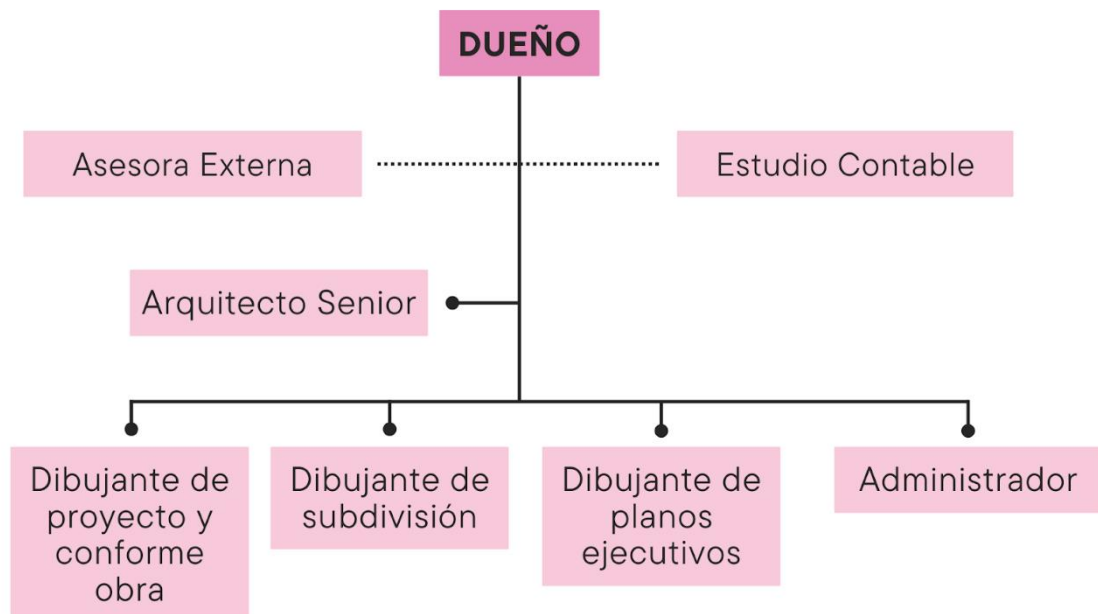 DUEÑO
Asesora Externa
Estudio Contable
Arquitecto Senior
Dibujante de
proyecto y
conforme
obra
Dibujante de
subdivisión
Dibujante de
planos
ejecutivos
Administrador